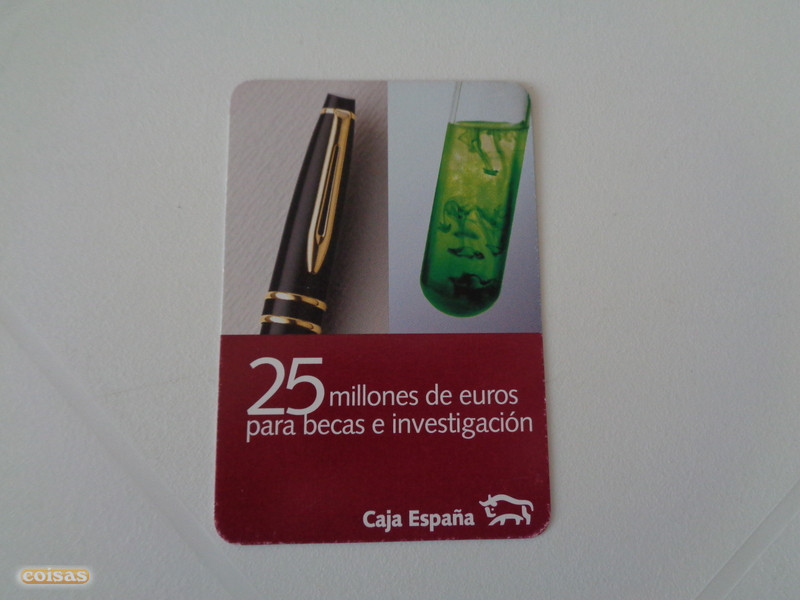 25 millones de euros
para becas e investigación
Caja España
coisas